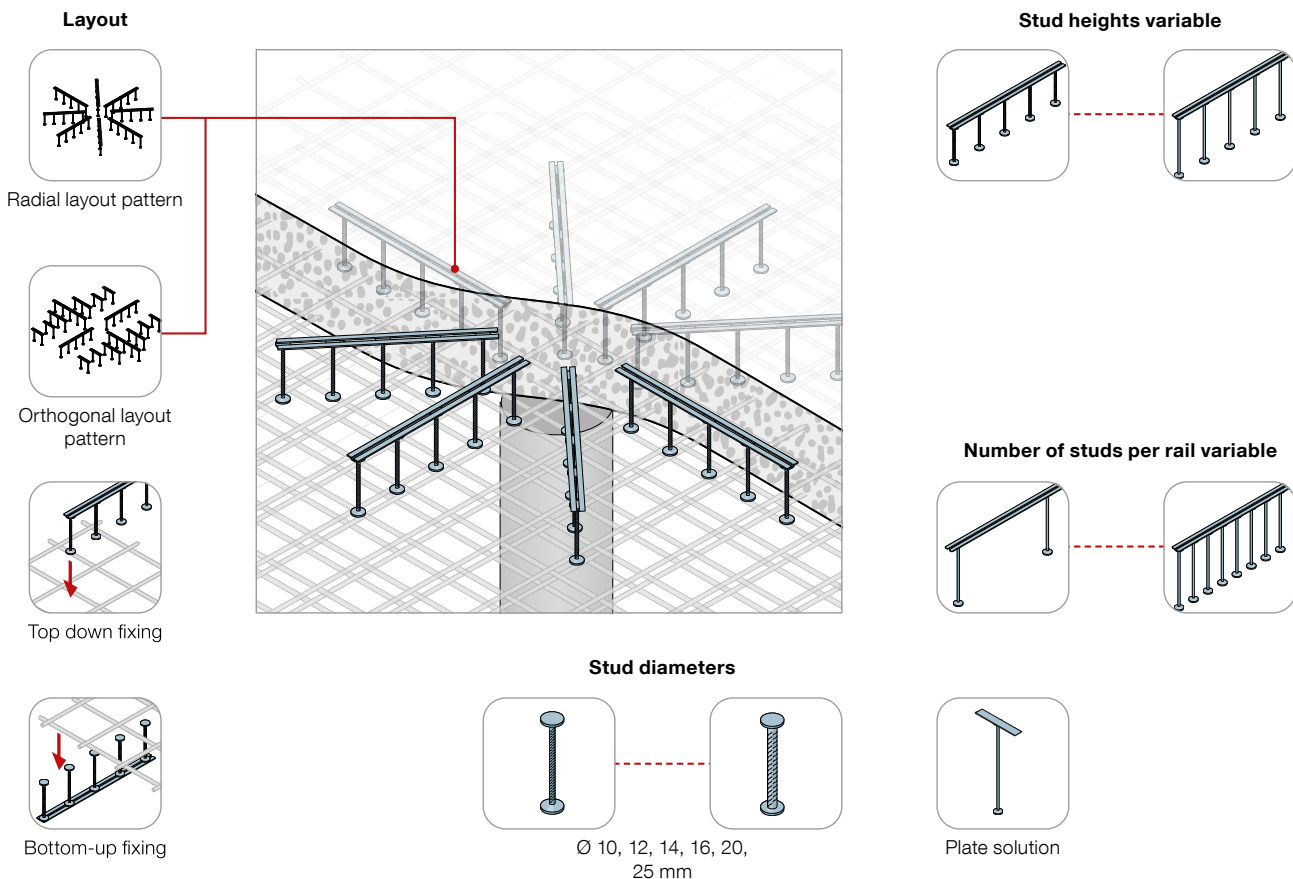 Layout
Radial layout pattern
Orthogonal layout
pattern
Top down fixing
Bottom-up fixing
Stud diameters
Ø 10, 12, 14, 16, 20,
25 mm
Stud heights variable
Number of studs per rail variable
Plate solution